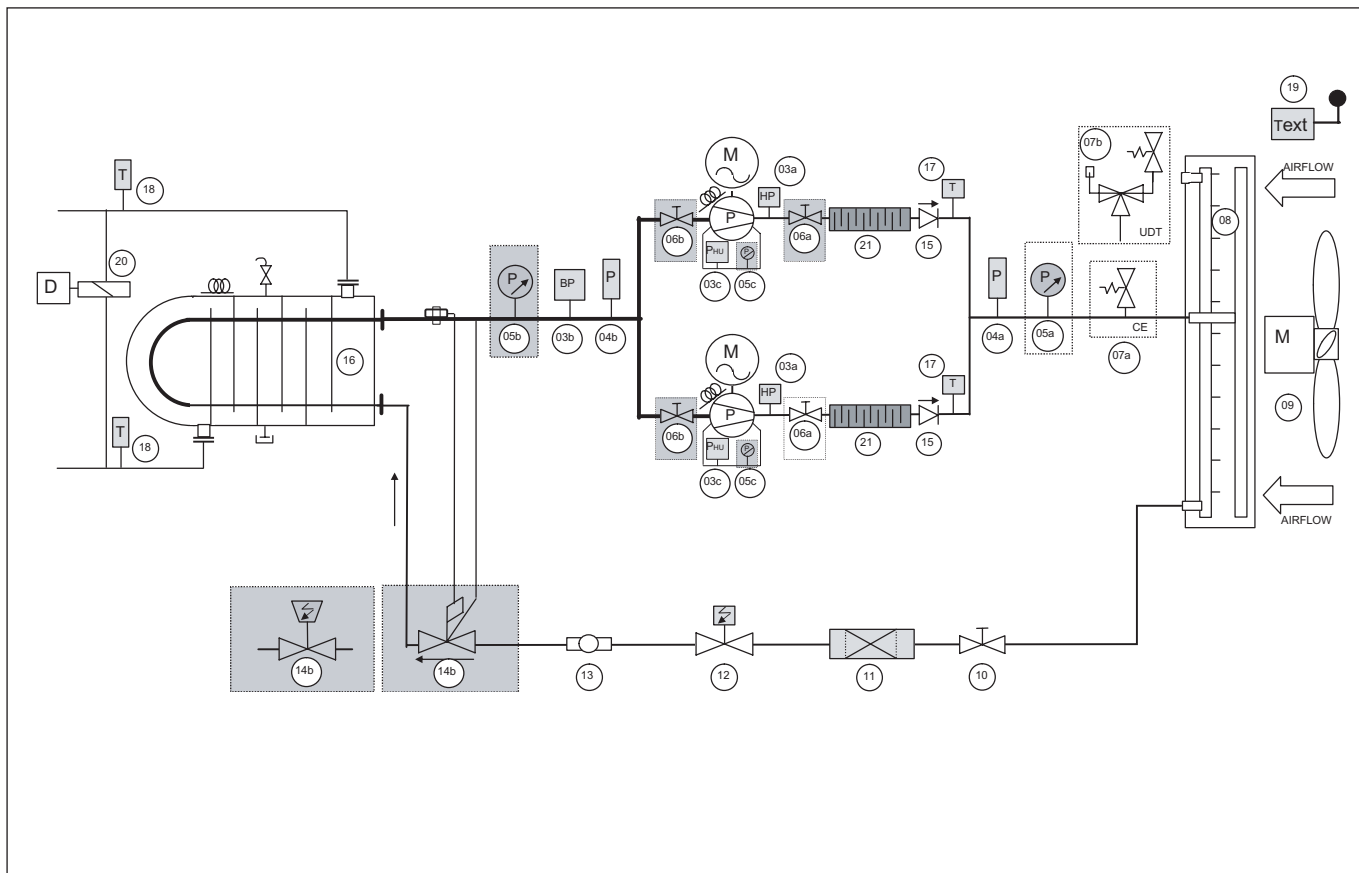 19
Text
07b
UDT
AIRFLOW
08
M
T
18
20
D
16
P
05b
BP
03b
P
04b
M
P
06b
HP
03a
06a
PHU
03c
P
05c
21
15
17
T
M
P
06b
HP
03a
06a
PHU
03c
P
05c
21
15
17
T
P
04a
P
05a
CE
07a
M
09
AIRFLOW
T
18
14b
14b
13
12
11
10